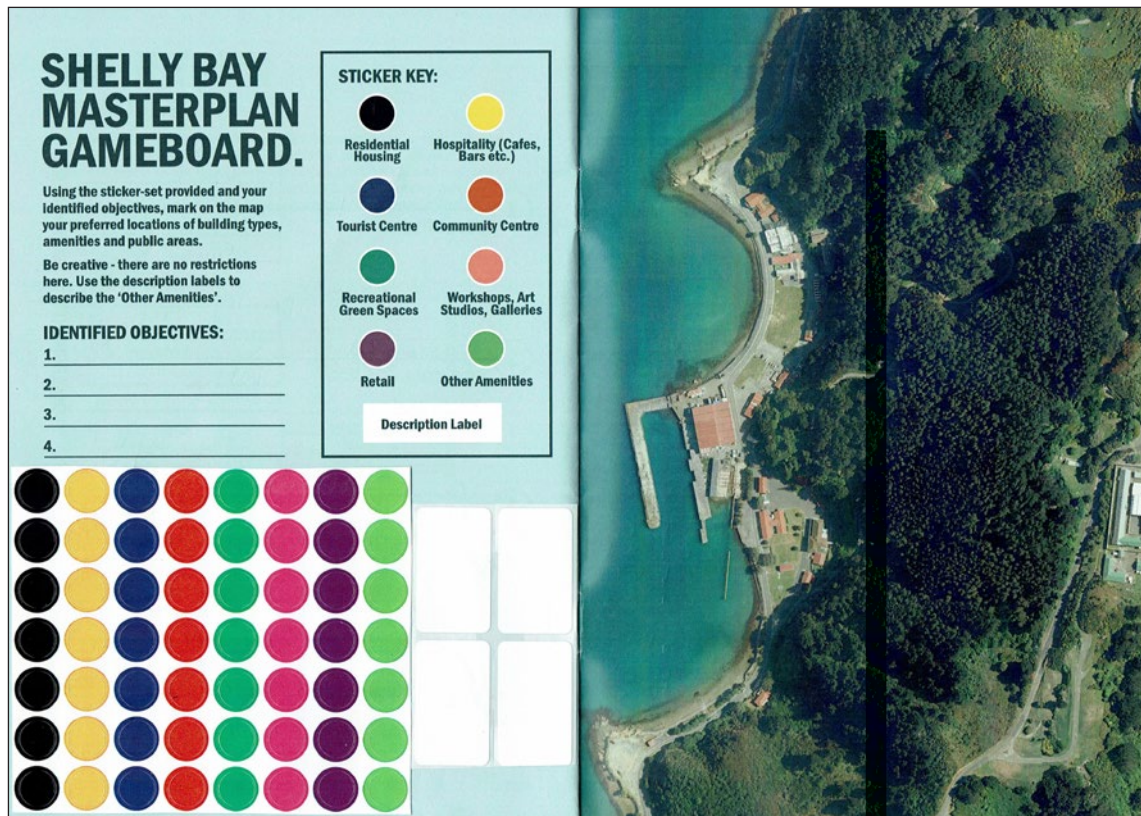 SHELLY BAY
MASTERPLAN
GAMEBOARD.
Using the sticker-set provided and your
identified objectives, mark on the map
your preferred locations of building types,
amenities and public areas.
Be creative - there are no restrictions
here. Use the description labels to
describe the ‘Other Amenities’.
IDENTIFIED OBJECTIVES:
1.
2.
3.
4.
STICKER KEY:
Residential
Housing
Hospitality (Cafes,
Bars etc.)
Tourist Centre
Community Centre
Recreational
Green Spaces
Workshops, Art
Studios, Galleries
Retail
Other Amenities
Description Label